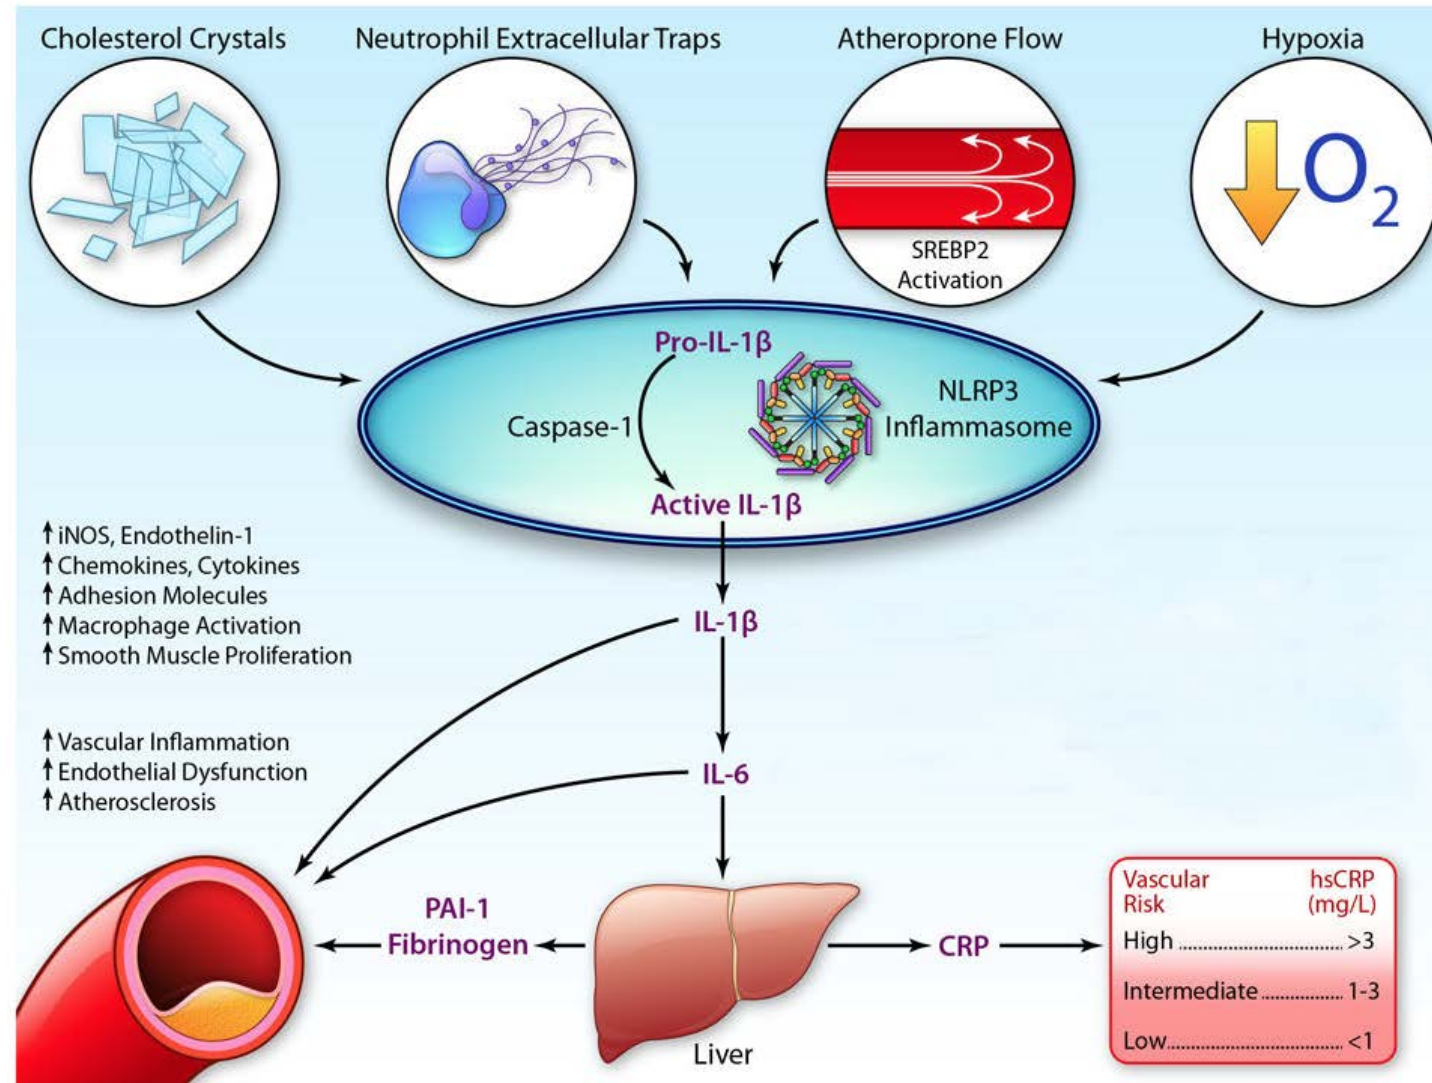 Cholesterol Crystals
Neutrophil Extracellular Traps
Atheroprone Flow
Hypoxia
SREBP2
Activation
O2
Pro-IL-1β
Caspase-1
NLRP3
Inflammasome
Active IL-1β
iNOS, Endothelin-1
Chemokines, Cytokines
Adhesion Molecules
Macrophage Activation
Smooth Muscle Proliferation
IL-1β
Vascular Inflammation
Endothelial Dysfunction
Atherosclerosis
IL-6
PAI-1
Fibrinogen
Liver
CRP
Vascular Risk hsCRP (mg/L)
High ........................................ >3
Intermediate .................... 1-3
Low........................................... <1